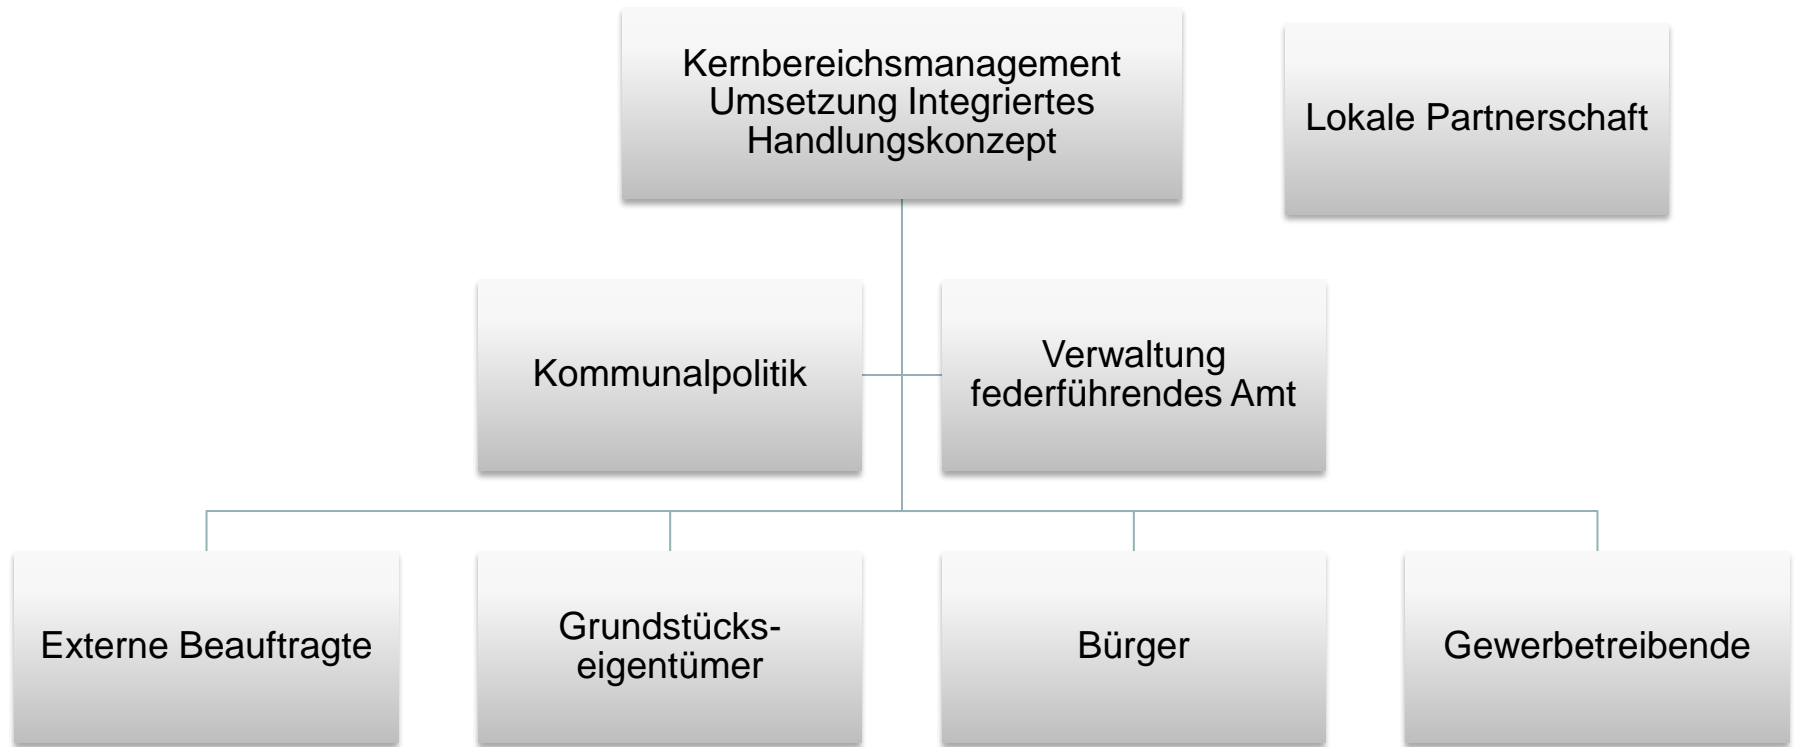 Kernbereichsmanagement
Umsetzung Integriertes
Handlungskonzept
Lokale Partnerschaft
Kommunalpolitik
Verwaltung
federführendes Amt
Externe Beauftragte
Grundstücks-
eigentümer
Bürger
Gewerbetreibende